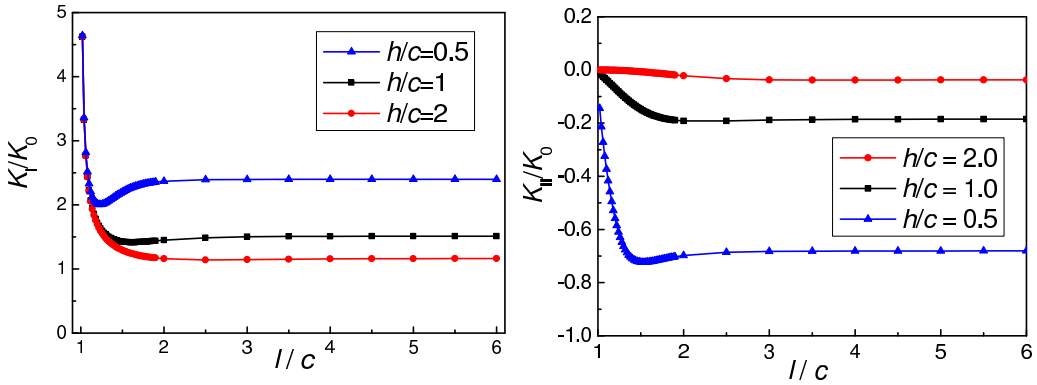 5
4
3
2
1
0
K_I/K_0
h/c=0.5
h/c=1
h/c=2
1 2 3 4 5 6
l / c
0.2
0.0
-0.2
-0.4
-0.6
-0.8
-1.0
K_II/K_0
h/c = 2.0
h/c = 1.0
h/c = 0.5
1 2 3 4 5 6
l / c